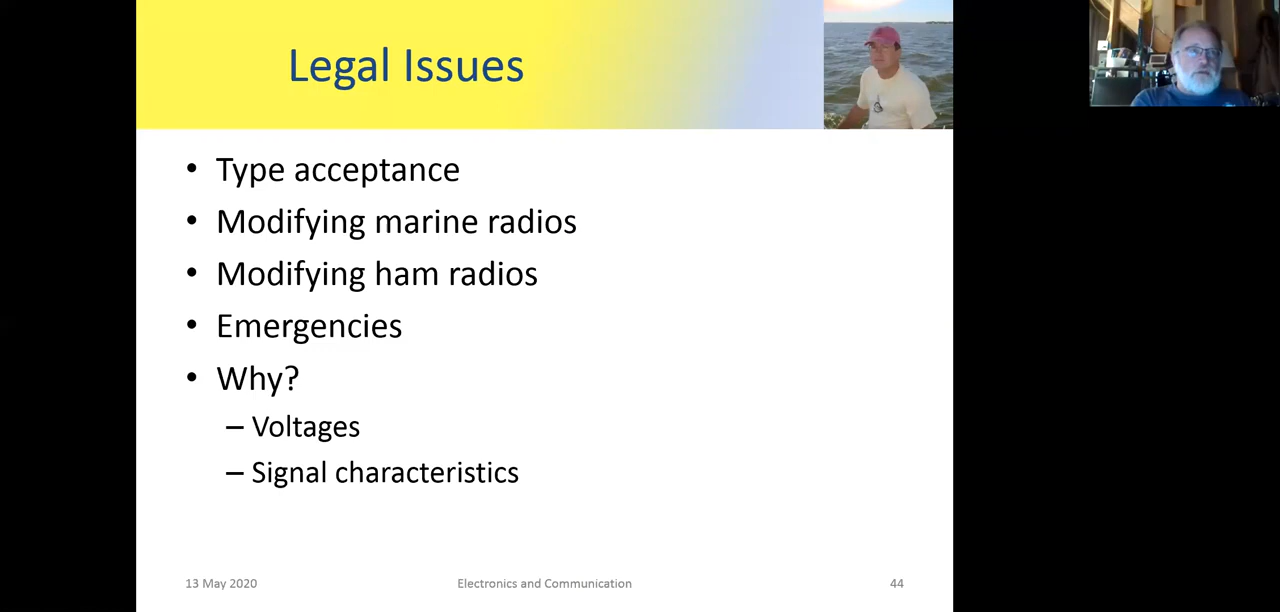 Legal Issues
• Type acceptance
• Modifying marine radios
• Modifying ham radios
• Emergencies
• Why?
– Voltages
– Signal characteristics
13 May 2020
Electronics and Communication
44